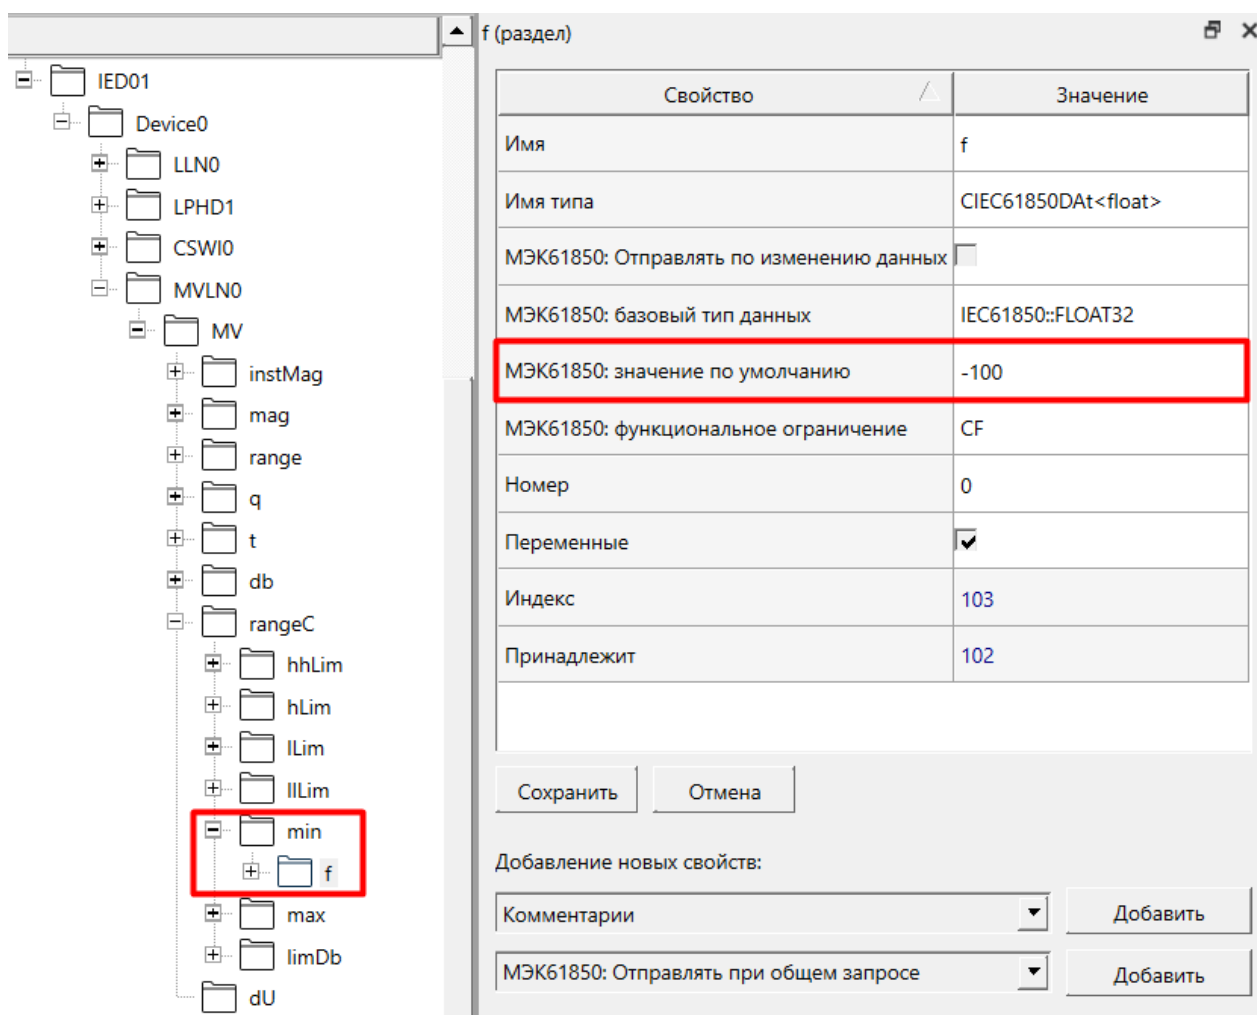 f (раздел)
IED01
Device0
LLN0
LPHD1
CSWI0
MVLN0
MV
instMag
mag
range
q
t
db
rangeC
hhLim
hLim
lLim
llLim
min
f
max
limDb
dU
Свойство Значение
Имя f
Имя типа CIEC61850DAt<float>
МЭК61850: Отправлять по изменению данных
МЭК61850: базовый тип данных IEC61850::FLOAT32
МЭК61850: значение по умолчанию -100
МЭК61850: функциональное ограничение CF
Номер 0
Переменные
Индекс 103
Принадлежит 102
Сохранить Отмена
Добавление новых свойств:
Комментарии Добавить
МЭК61850: Отправлять при общем запросе Добавить